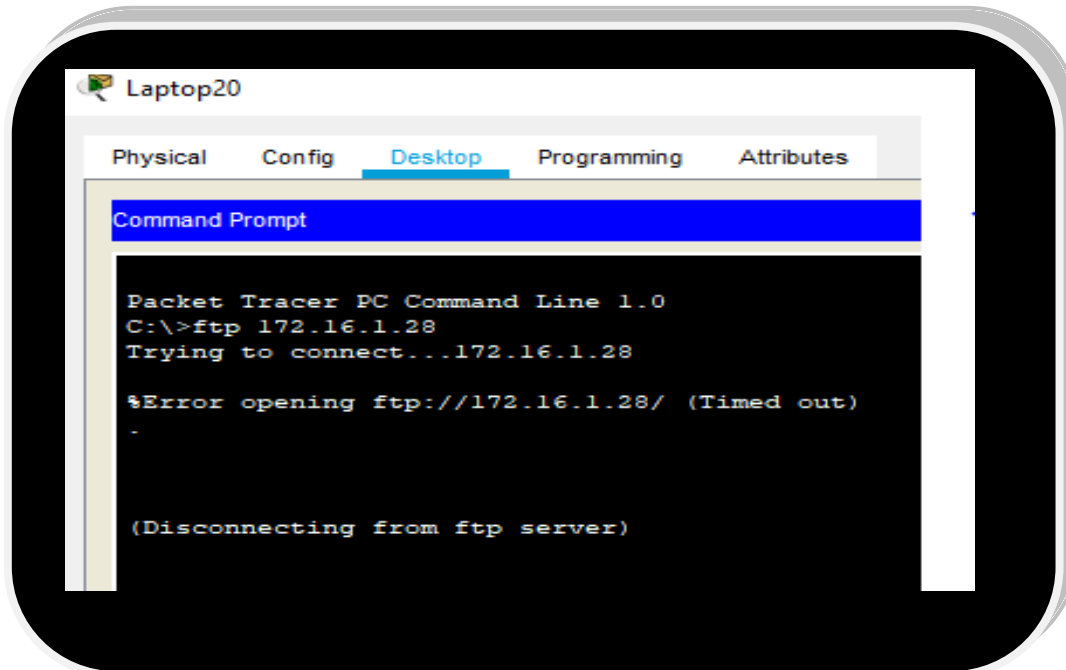 Laptop20
Physical Config Desktop Programming Attributes
Command Prompt
Packet Tracer PC Command Line 1.0
C:\>ftp 172.16.1.28
Trying to connect...172.16.1.28
%Error opening ftp://172.16.1.28/ (Timed out)
.
(Disconnecting from ftp server)